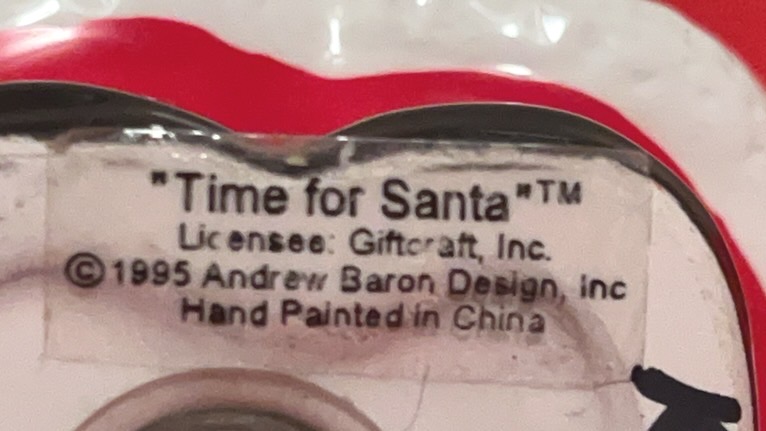 "Time for Santa"™
Licensee: Giftcraft, Inc.
©1995 Andrew Baron Design, inc
Hand Painted in China